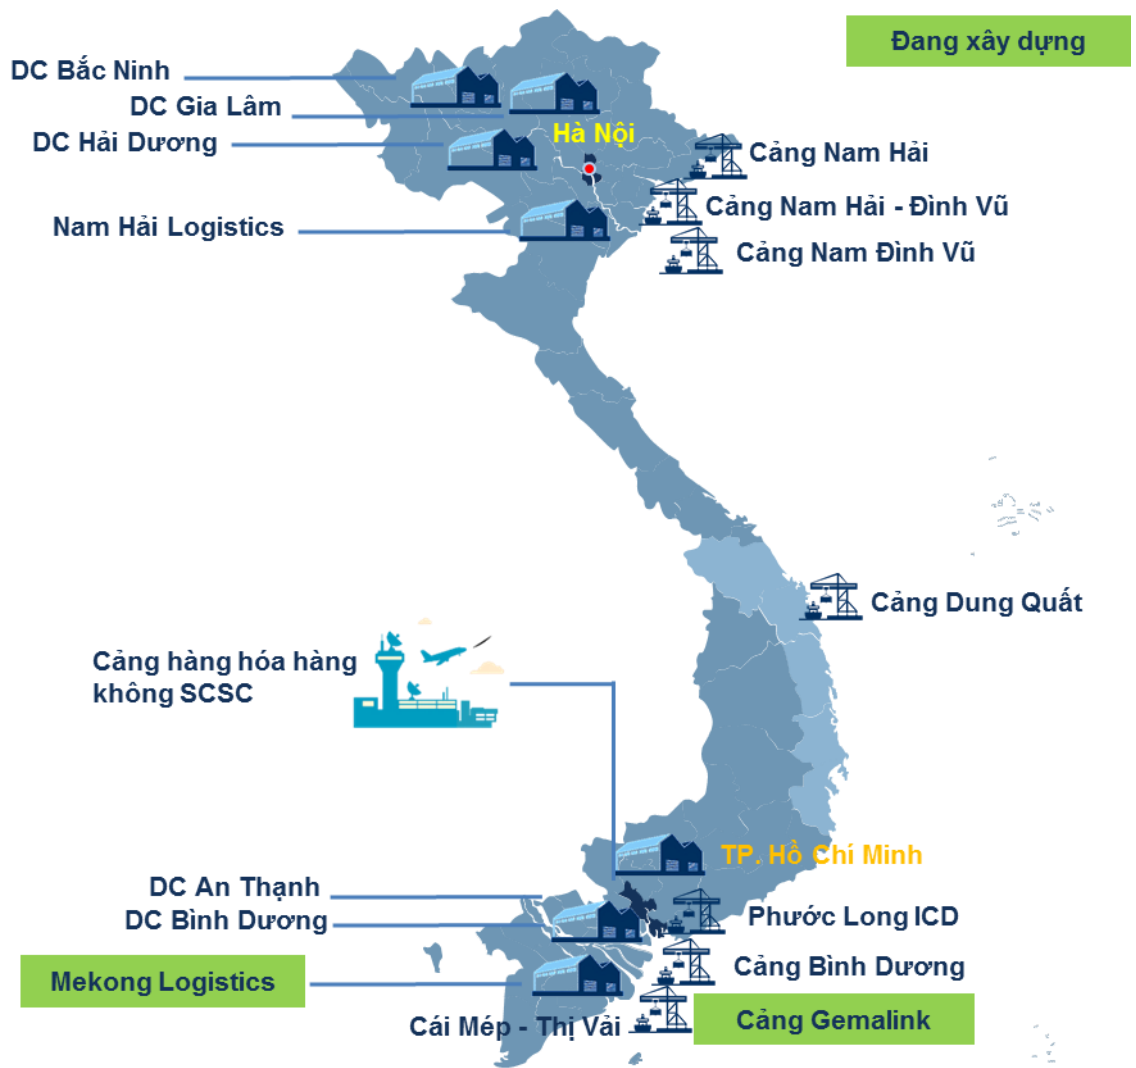 Đang xây dựng
DC Bắc Ninh
DC Gia Lâm
DC Hải Dương
Hà Nội
Cảng Nam Hải
Cảng Nam Hải - Đình Vũ
Nam Hải Logistics
Cảng Nam Đình Vũ
Cảng Dung Quất
Cảng hàng hóa hàng
không SCSC
TP. Hồ Chí Minh
DC An Thạnh
DC Bình Dương
Phước Long ICD
Cảng Bình Dương
Mekong Logistics
Cái Mép - Thị Vải
Cảng Gemalink